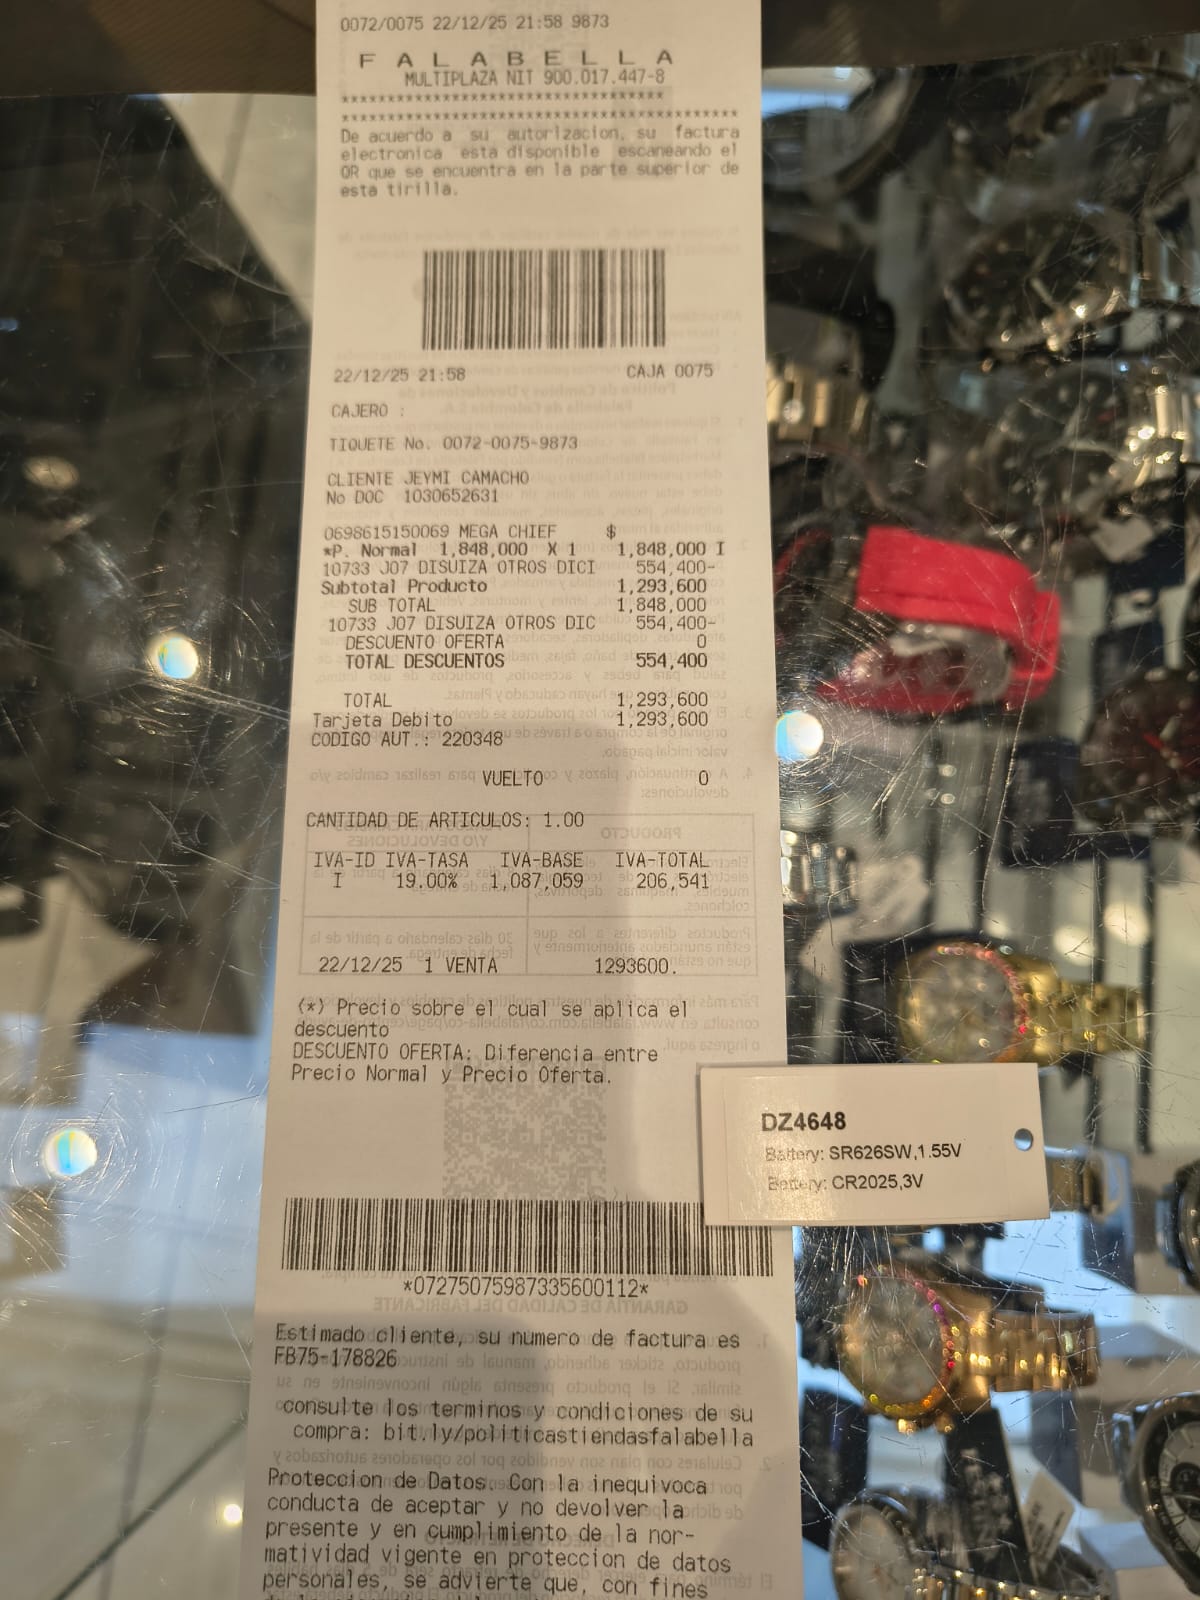 0072/0075 22/12/25 21:58 9873
FALABELLA
MULTIPLAZA NIT 900.017.447-8
***********************************
*******************************************
De acuerdo a su autorizacion, su factura
electronica esta disponible escaneando el
QR que se encuentra en la parte superior de
esta tirilla.
22/12/25 21:58 CAJA 0075
CAJERO :
TIQUETE No. 0072-0075-9873
CLIENTE JEYMI CAMACHO
No DOC 1030652631
0698615150069 MEGA CHIEF $
*P. Normal 1,848,000 X 1 1,848,000 I
10733 J07 DISUIZA OTROS DICI 554,400-
Subtotal Producto 1,293,600
SUB TOTAL 1,848,000
10733 J07 DISUIZA OTROS DIC 554,400-
DESCUENTO OFERTA 0
TOTAL DESCUENTOS 554,400
TOTAL 1,293,600
Tarjeta Debito 1,293,600
CODIGO AUT.: 220348
VUELTO 0
CANTIDAD DE ARTICULOS: 1.00
IVA-ID IVA-TASA IVA-BASE IVA-TOTAL
I 19.00% 1,087,059 206,541
22/12/25 1 VENTA 1293600.
(*) Precio sobre el cual se aplica el
descuento
DESCUENTO OFERTA: Diferencia entre
Precio Normal y Precio Oferta.
DZ4648
Battery: SR626SW,1.55V
Battery: CR2025,3V
*07275075987335600112*
Estimado cliente, su numero de factura es
FB75-178826
consulte los terminos y condiciones de su
compra: bit.ly/politicastiendasfalabella
Proteccion de Datos. Con la inequivoca
conducta de aceptar y no devolver la
presente y en cumplimiento de la nor-
matividad vigente en proteccion de datos
personales, se advierte que, con fines